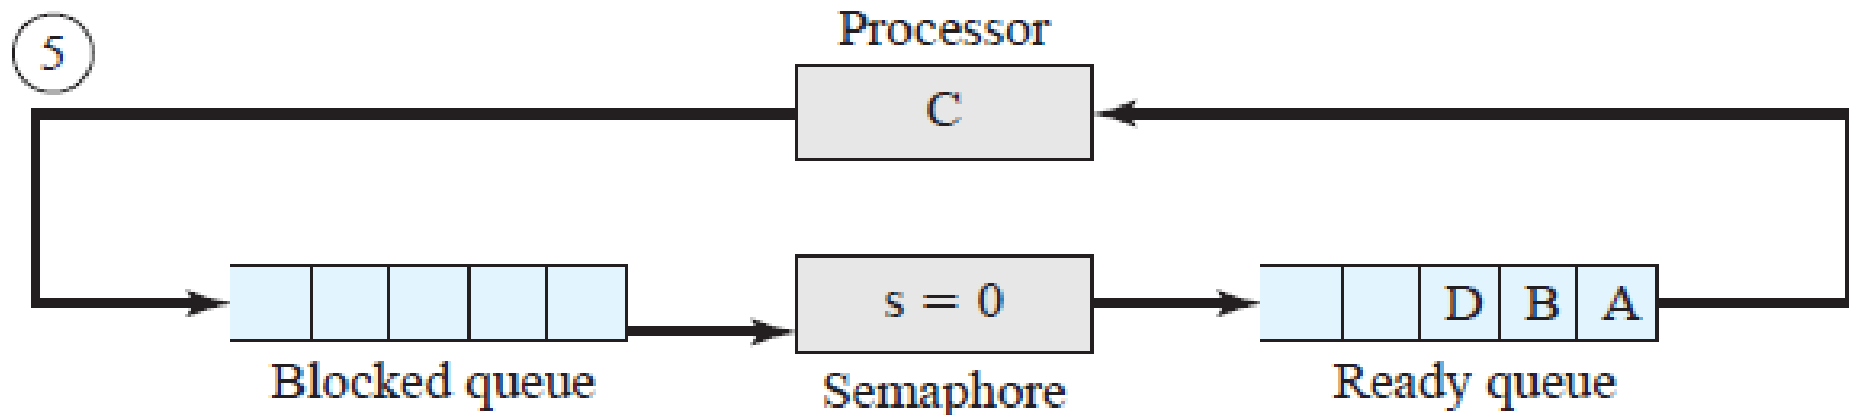 5
Processor
C
s = 0
D B A
Blocked queue
Semaphore
Ready queue